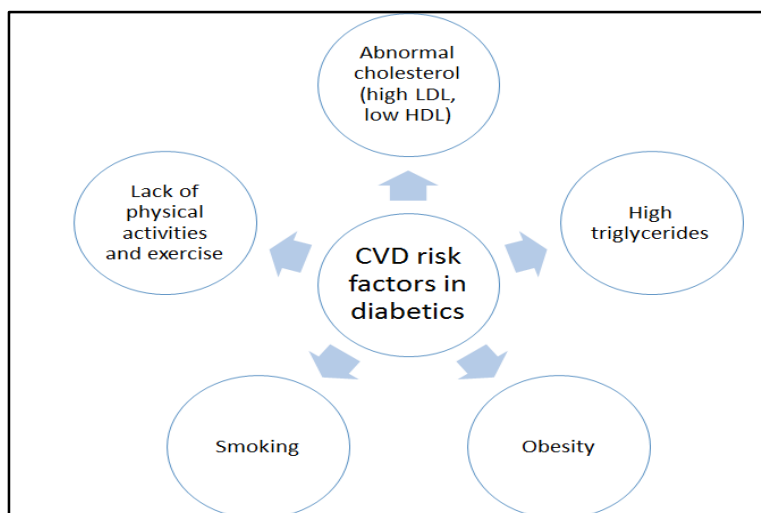 Abnormal
cholesterol
(high LDL,
low HDL)
Lack of
physical
activities
and exercise
High
triglycerides
CVD risk
factors in
diabetics
Smoking
Obesity